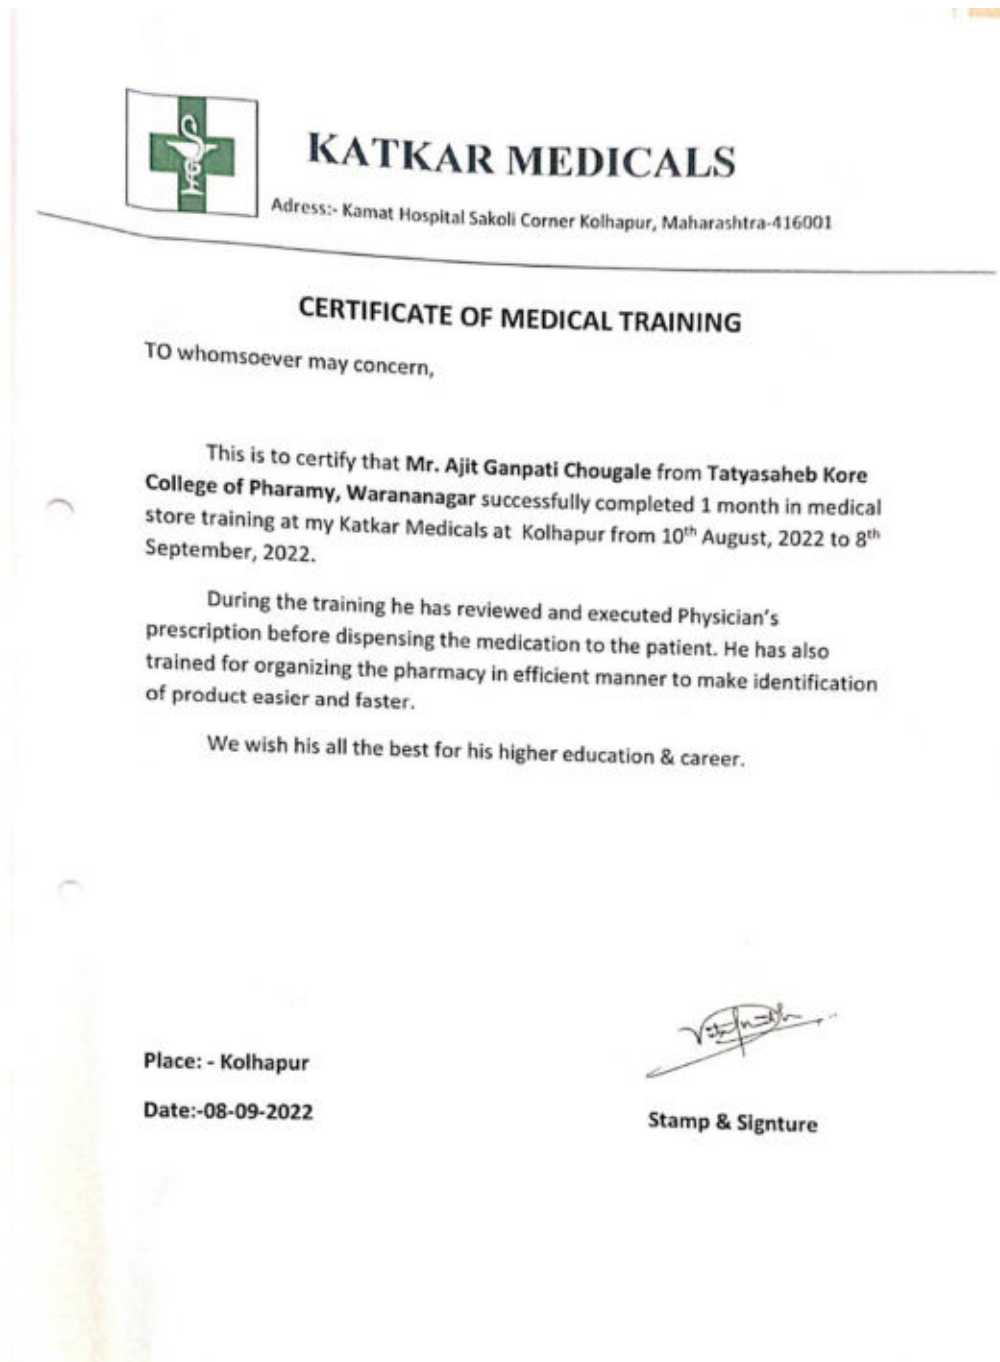 KATKAR MEDICALS
Adress:- Kamat Hospital Sakoli Corner Kolhapur, Maharashtra-416001
CERTIFICATE OF MEDICAL TRAINING
TO whomsoever may concern,
This is to certify that Mr. Ajit Ganpati Chougale from Tatyasaheb Kore
College of Pharamy, Warananagar successfully completed 1 month in medical
store training at my Katkar Medicals at Kolhapur from 10th August, 2022 to 8th
September, 2022.
During the training he has reviewed and executed Physician's
prescription before dispensing the medication to the patient. He has also
trained for organizing the pharmacy in efficient manner to make identification
of product easier and faster.
We wish his all the best for his higher education & career.
Place: - Kolhapur
Date:-08-09-2022
Stamp & Signture